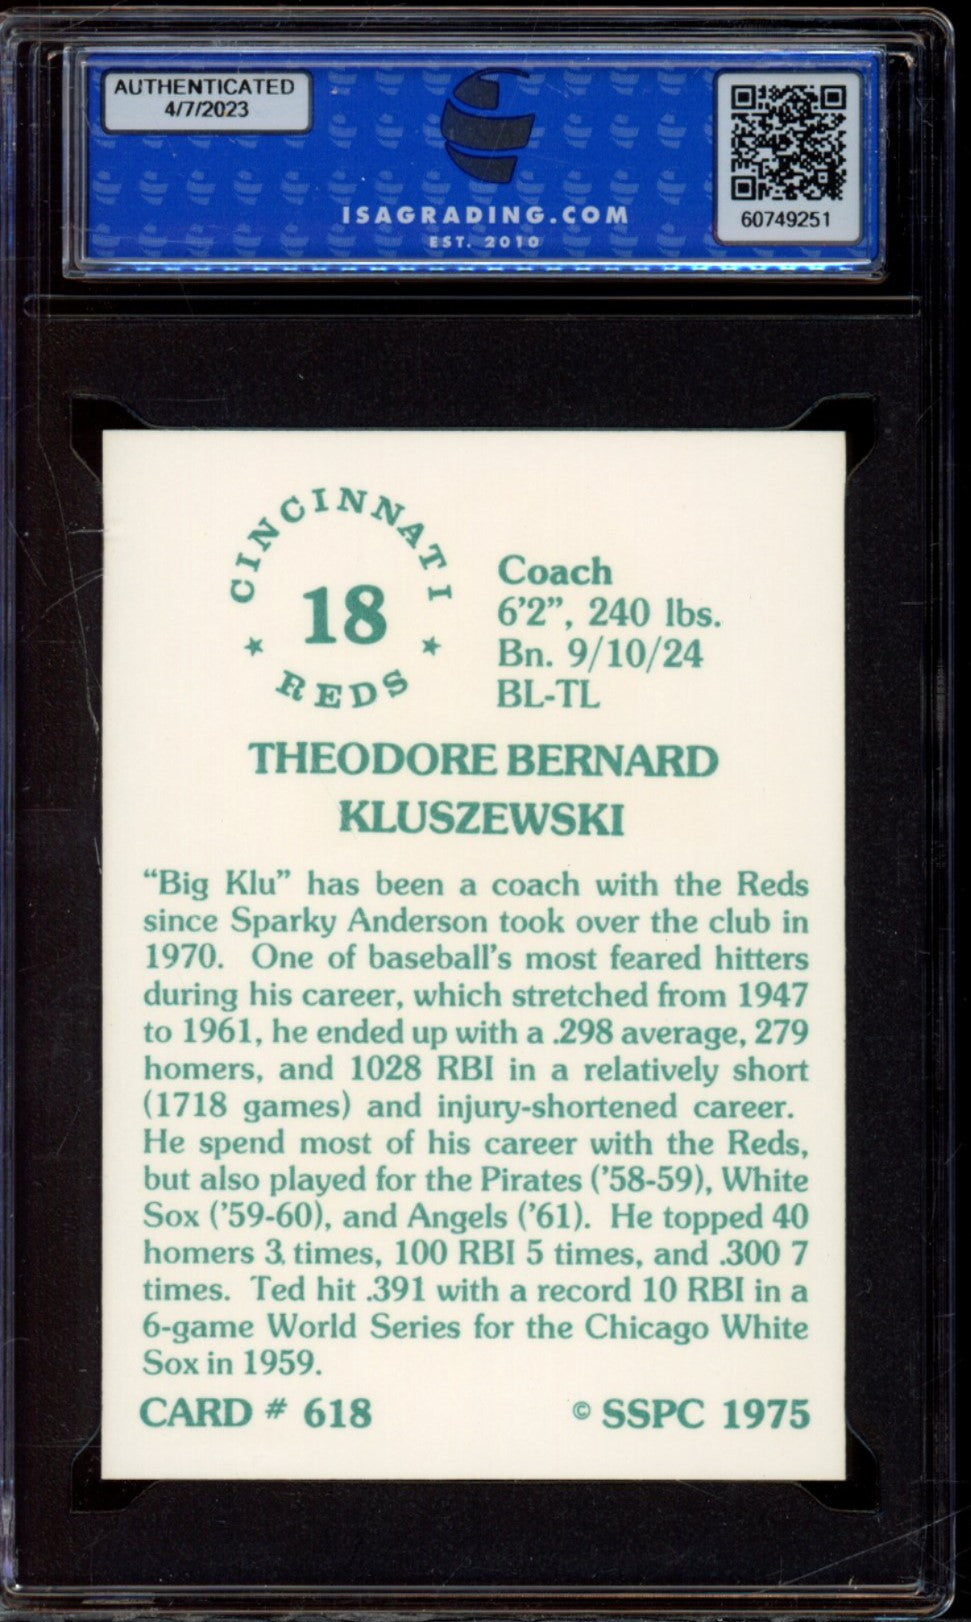 AUTHENTICATED
4/7/2023
ISAGRADING.COM
EST. 2010
60749251
CINCINNATI
18
REDS
Coach
6'2", 240 lbs.
Bn. 9/10/24
BL-TL
THEODORE BERNARD
KLUSZEWSKI
“Big Klu” has been a coach with the Reds
since Sparky Anderson took over the club in
1970. One of baseball's most feared hitters
during his career, which stretched from 1947
to 1961, he ended up with a .298 average, 279
homers, and 1028 RBI in a relatively short
(1718 games) and injury-shortened career.
He spend most of his career with the Reds,
but also played for the Pirates ('58-59), White
Sox ('59-60), and Angels ('61). He topped 40
homers 3 times, 100 RBI 5 times, and .300 7
times. Ted hit .391 with a record 10 RBI in a
6-game World Series for the Chicago White
Sox in 1959.
CARD # 618
© SSPC 1975